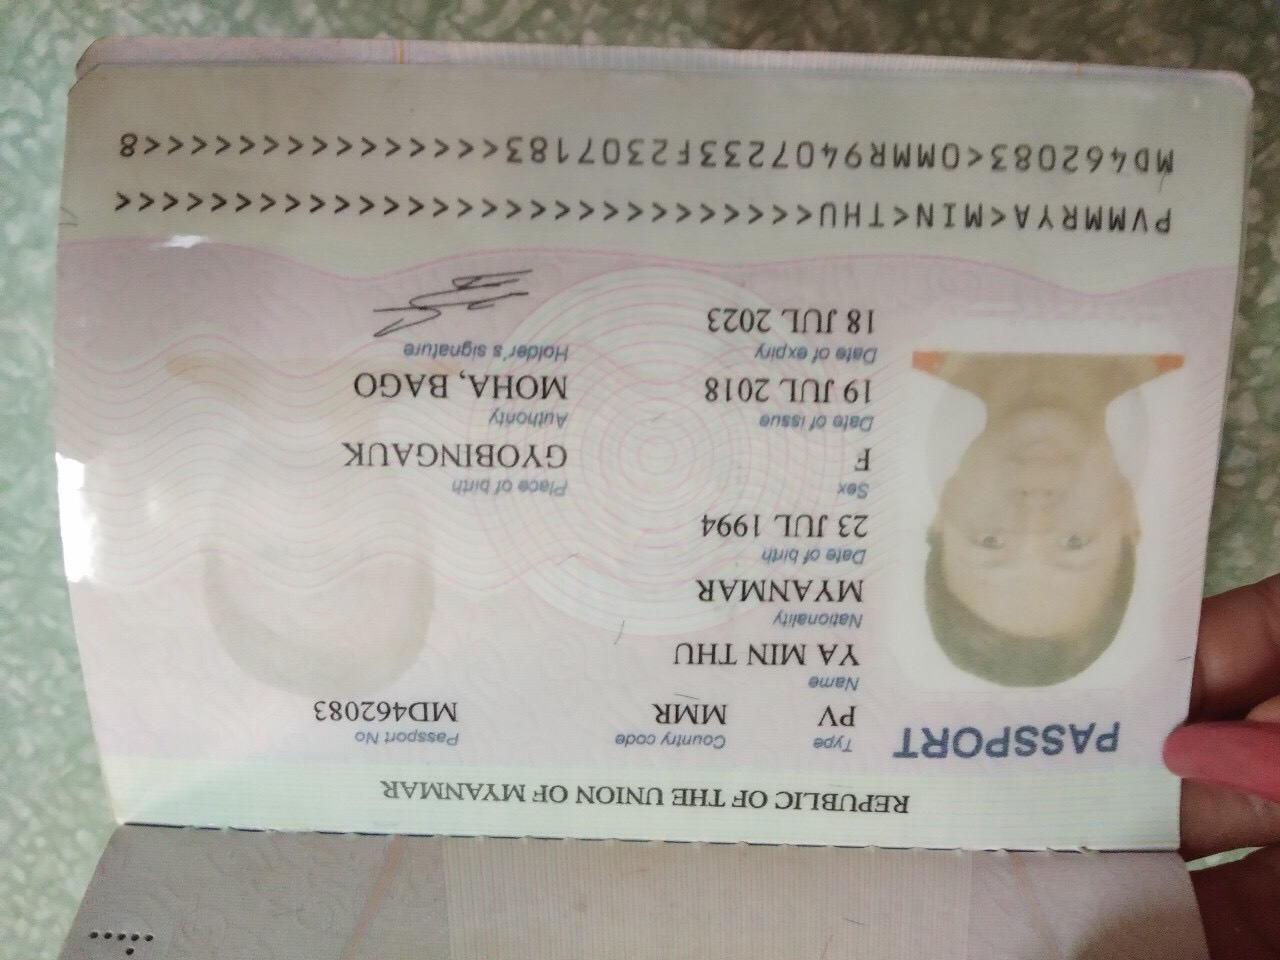 REPUBLIC OF THE UNION OF MYANMAR
PASSPORT
Type Country code Passport No
PV MMR MD462083
Name
YA MIN THU
Nationality
MYANMAR
Date of birth
23 JUL 1994
Sex Place of birth
F GYOBINGAUK
Date of issue Authority
19 JUL 2018 MOHA, BAGO
Date of expiry Holder's signature
18 JUL 2023
PVMMRYA<MIN<THU<<<<<<<<<<<<<<<<<<<<<<<<<<<<<
MD462083<0MMR9407233F2307183<<<<<<<<<<<<<<<8